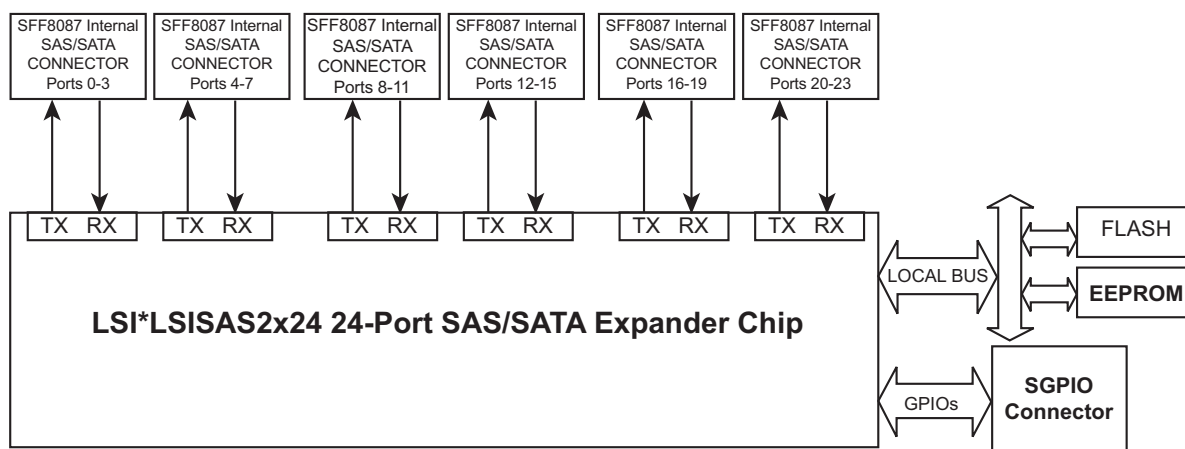 SFF8087 Internal
SAS/SATA
CONNECTOR
Ports 0-3
SFF8087 Internal
SAS/SATA
CONNECTOR
Ports 4-7
SFF8087 Internal
SAS/SATA
CONNECTOR
Ports 8-11
SFF8087 Internal
SAS/SATA
CONNECTOR
Ports 12-15
SFF8087 Internal
SAS/SATA
CONNECTOR
Ports 16-19
SFF8087 Internal
SAS/SATA
CONNECTOR
Ports 20-23
TX RX
TX RX
TX RX
TX RX
TX RX
TX RX
LSI*LSISAS2x24 24-Port SAS/SATA Expander Chip
LOCAL BUS
FLASH
EEPROM
GPIOs
SGPIO
Connector